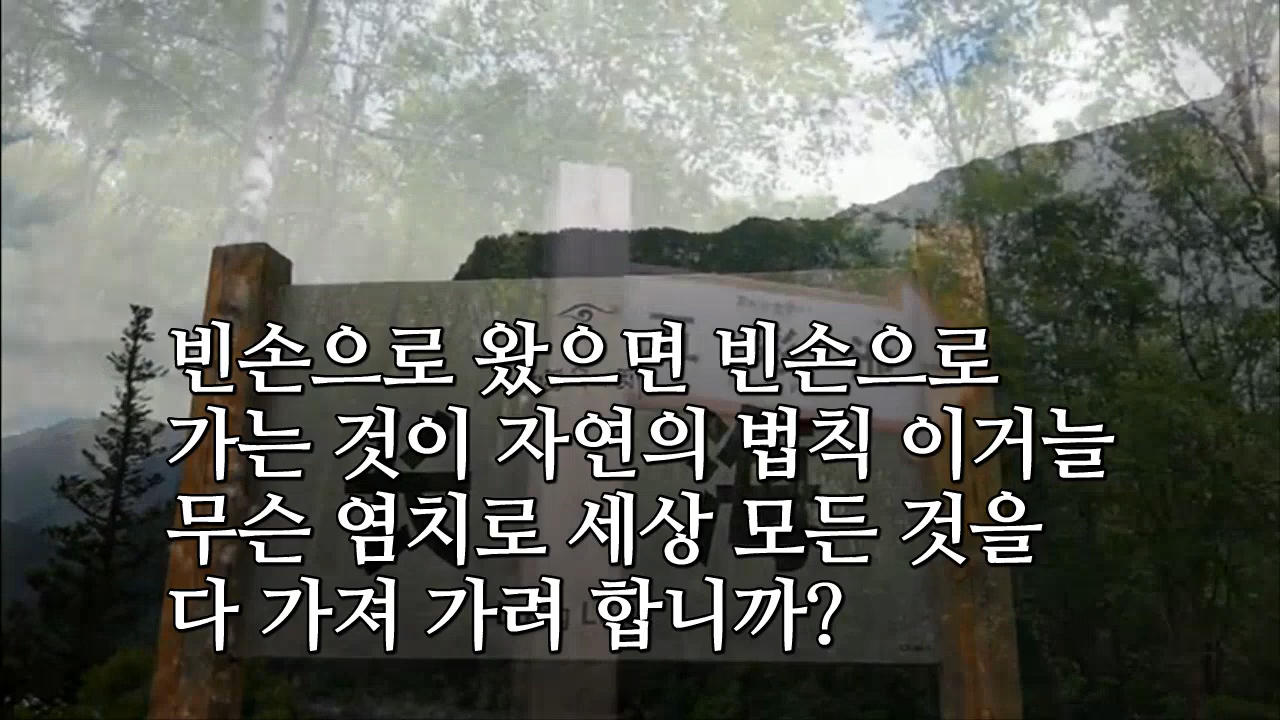 빈손으로 왔으면 빈손으로
가는 것이 자연의 법칙 이거늘
무슨 염치로 세상 모든 것을
다 가져 가려 합니까?